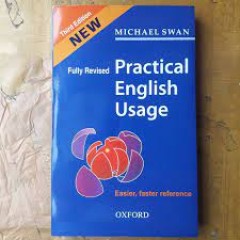 Third Edition
NEW
MICHAEL SWAN
Fully Revised
Practical
English
Usage
Easier, faster reference
OXFORD